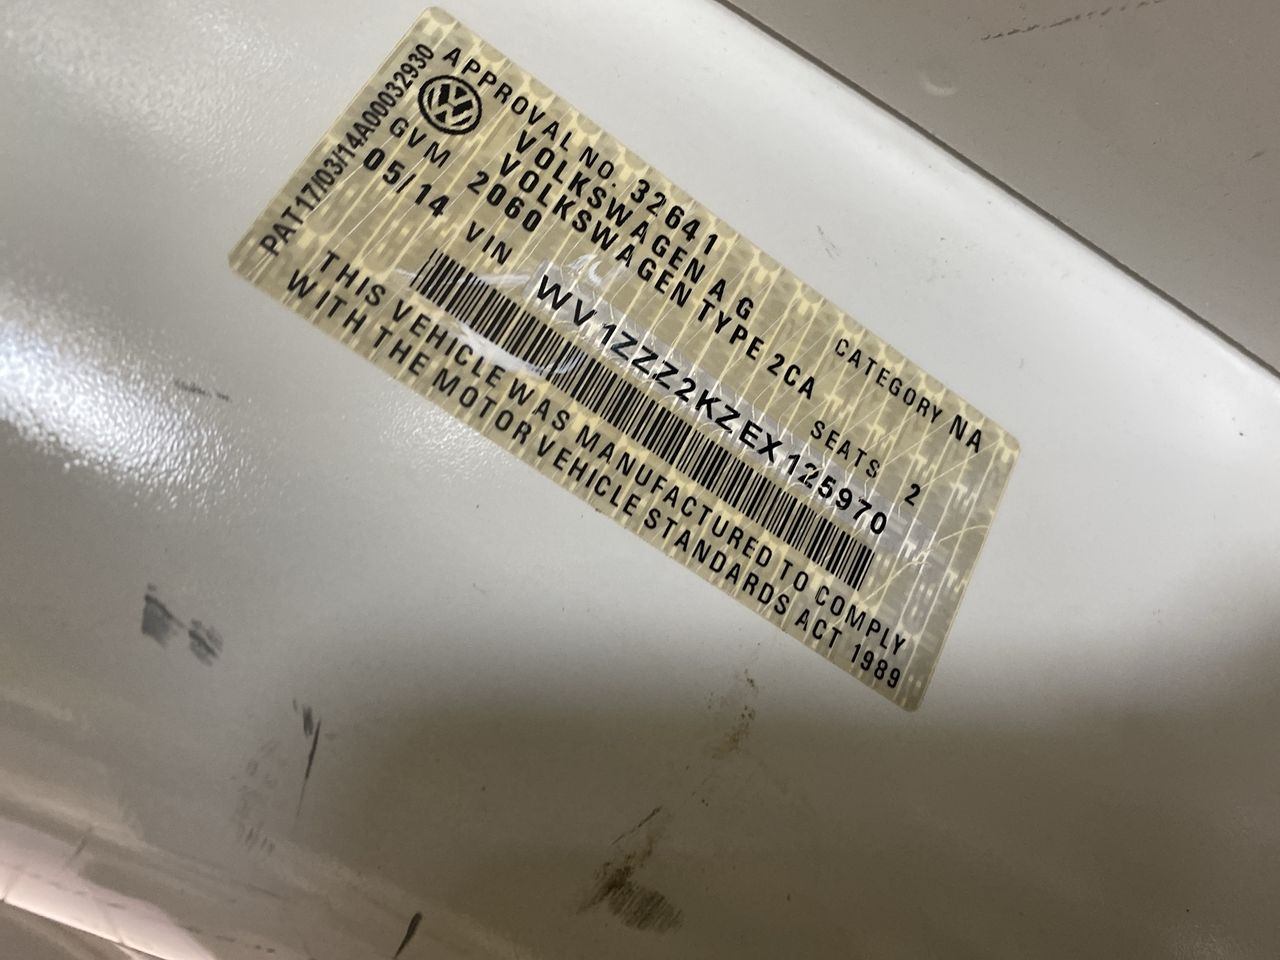 APPROVAL NO. 32641 CATEGORY NA
VOLKSWAGEN A G
VOLKSWAGEN TYPE 2CA
GVM 2060 SEATS 2
05/14 VIN WV1ZZZ2KZEX125970
THIS VEHICLE WAS MANUFACTURED TO COMPLY
WITH THE MOTOR VEHICLE STANDARDS ACT 1989
PAT17/03/14A00032930